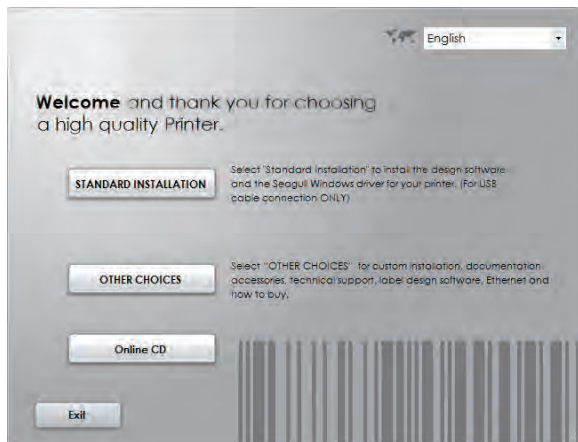 English
Welcome and thank you for choosing
a high quality Printer.
STANDARD INSTALLATION
Select "Standard Installation" to install the design software
and the Seagull Windows driver for your printer. (For USB
cable connection ONLY)
OTHER CHOICES
Select "OTHER CHOICES" for custom installation, documentation
accessories, technical support, label design software, Ethernet and
how to buy.
Online CD
Exit